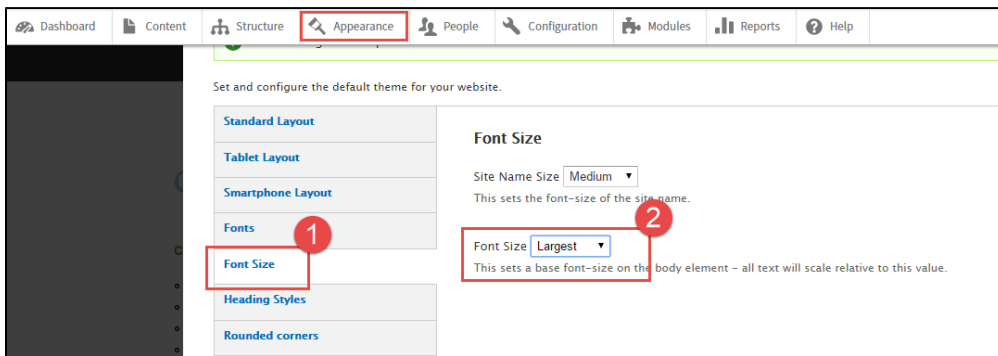 Dashboard Content Structure Appearance People Configuration Modules Reports Help
Set and configure the default theme for your website.
Standard Layout
Tablet Layout
Smartphone Layout
Fonts
1
Font Size
Heading Styles
Rounded corners
Font Size
Site Name Size Medium
This sets the font-size of the site name.
2
Font Size Largest
This sets a base font-size on the body element – all text will scale relative to this value.